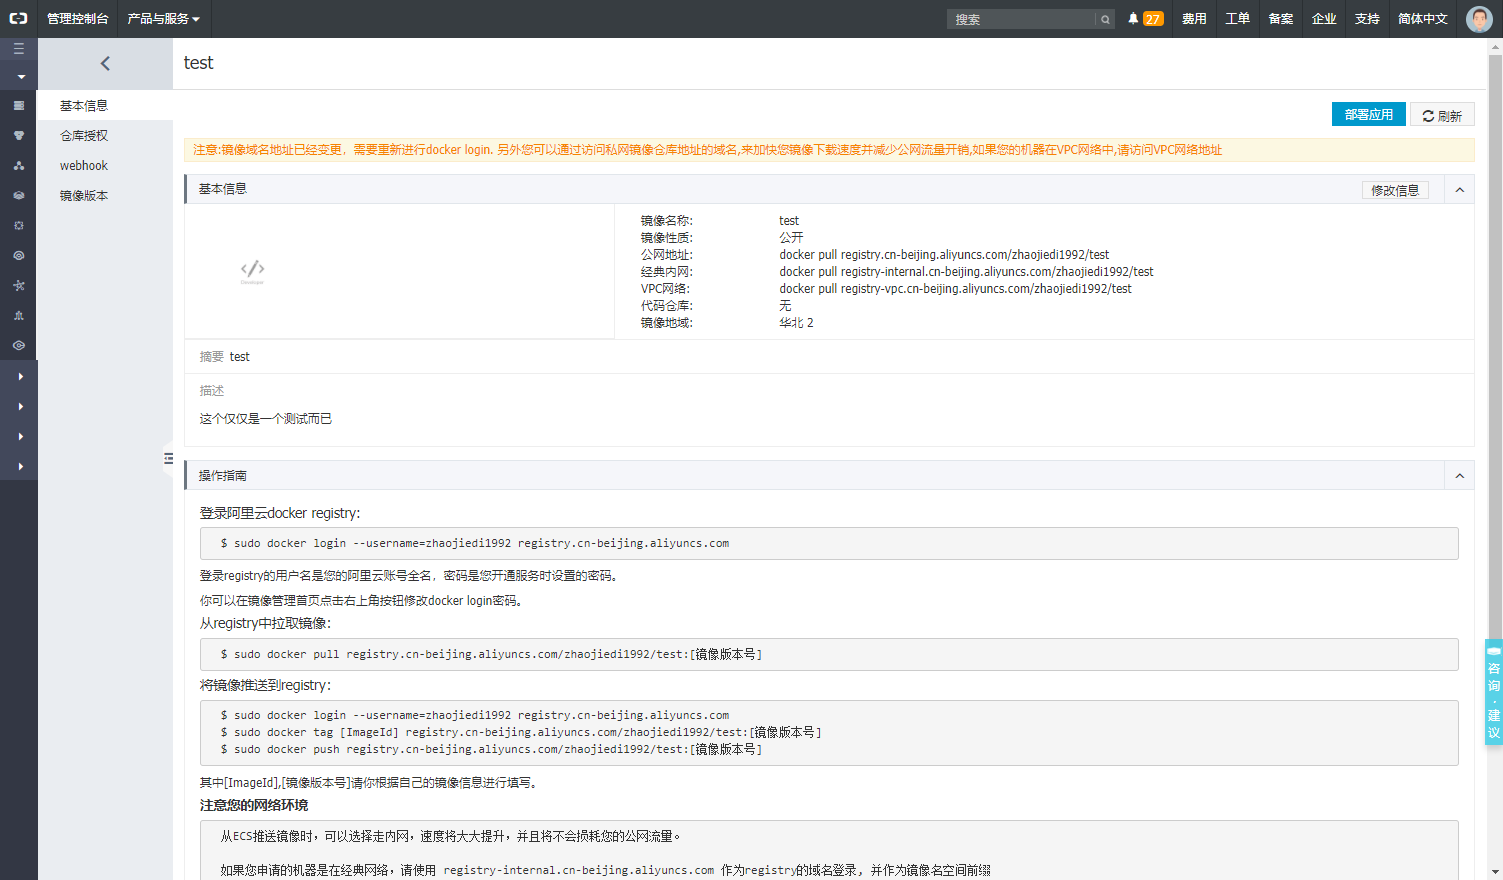 管理控制台 产品与服务 搜索 27 费用 工单 备案 企业 支持 简体中文
test
基本信息
仓库授权
webhook
镜像版本
部署应用 刷新
注意:镜像域名地址已经变更，需要重新进行docker login. 另外您可以通过访问私网镜像仓库地址的域名,来加快您镜像下载速度并减少公网流量开销,如果您的机器在VPC网络中,请访问VPC网络地址
基本信息 修改信息
镜像名称: test
镜像性质: 公开
公网地址: docker pull registry.cn-beijing.aliyuncs.com/zhaojiedi1992/test
经典内网: docker pull registry-internal.cn-beijing.aliyuncs.com/zhaojiedi1992/test
VPC网络: docker pull registry-vpc.cn-beijing.aliyuncs.com/zhaojiedi1992/test
代码仓库: 无
镜像地域: 华北 2
</> Developer
摘要 test
描述
这个仅仅是一个测试而已
操作指南
登录阿里云docker registry:
$ sudo docker login --username=zhaojiedi1992 registry.cn-beijing.aliyuncs.com
登录registry的用户名是您的阿里云账号全名，密码是您开通服务时设置的密码。
你可以在镜像管理首页点击右上角按钮修改docker login密码。
从registry中拉取镜像：
$ sudo docker pull registry.cn-beijing.aliyuncs.com/zhaojiedi1992/test:[镜像版本号]
将镜像推送到registry：
$ sudo docker login --username=zhaojiedi1992 registry.cn-beijing.aliyuncs.com
$ sudo docker tag [ImageId] registry.cn-beijing.aliyuncs.com/zhaojiedi1992/test:[镜像版本号]
$ sudo docker push registry.cn-beijing.aliyuncs.com/zhaojiedi1992/test:[镜像版本号]
其中[ImageId],[镜像版本号]请你根据自己的镜像信息进行填写。
注意您的网络环境
从ECS推送镜像时，可以选择走内网，速度将大大提升，并且将不会损耗您的公网流量。
如果您申请的机器是在经典网络，请使用 registry-internal.cn-beijing.aliyuncs.com 作为registry的域名登录，并作为镜像名空间前缀
咨询·建议